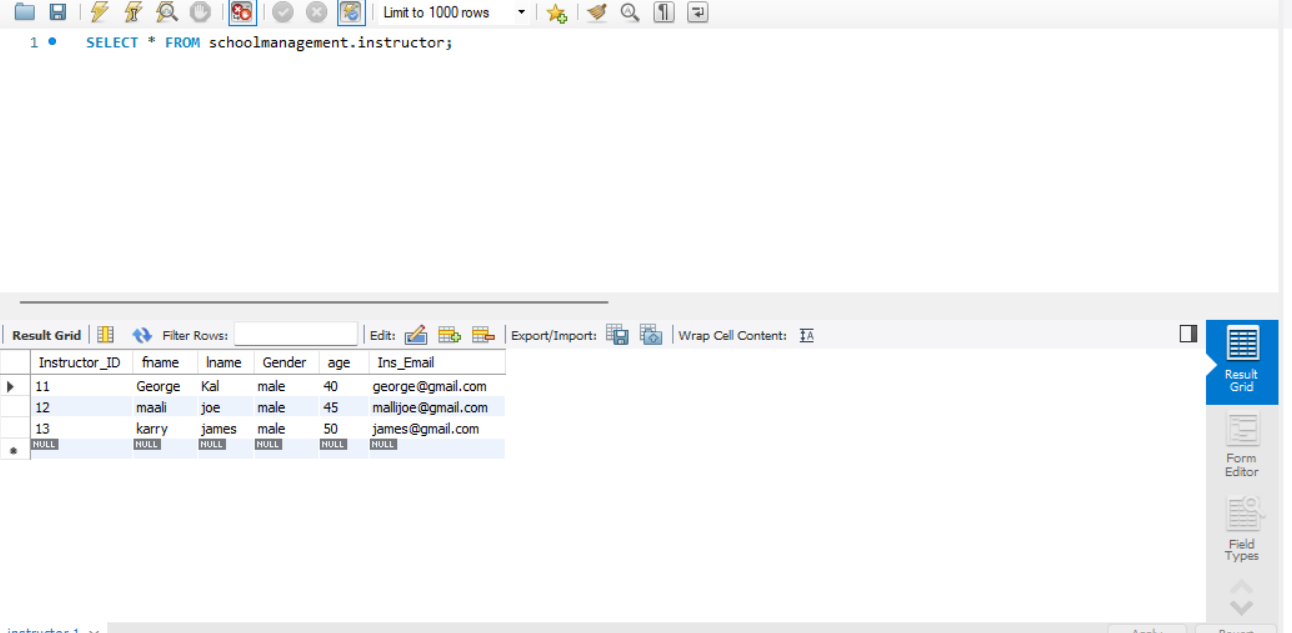 Limit to 1000 rows
1 SELECT * FROM schoolmanagement.instructor;
Result Grid Filter Rows: Edit: Export/Import: Wrap Cell Content:
Instructor_ID fname lname Gender age Ins_Email
11 George Kal male 40 george@gmail.com
12 maali joe male 45 mallijoe@gmail.com
13 karry james male 50 james@gmail.com
NULL NULL NULL NULL NULL NULL
Result
Grid
Form
Editor
Field
Types
instructor 1
Apply Revert